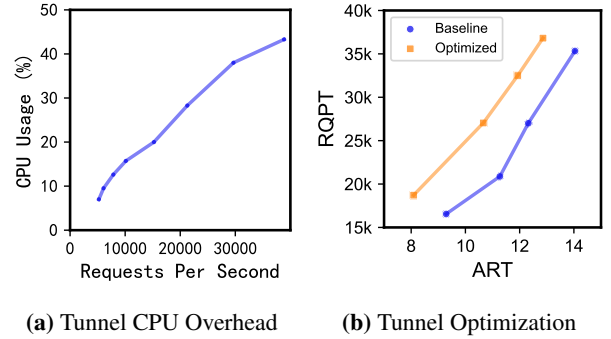 50
40
30
20
10
0
CPU Usage (%)
0 10000 20000 30000
Requests Per Second
(a) Tunnel CPU Overhead
Baseline
Optimized
40k
35k
30k
25k
20k
15k
RQPT
8 10 12 14
ART
(b) Tunnel Optimization